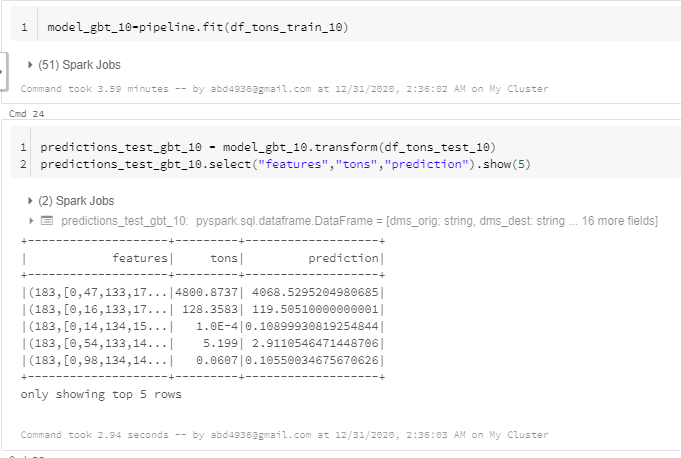 1 model_gbt_10=pipeline.fit(df_tons_train_10)
(51) Spark Jobs
Command took 3.59 minutes -- by abd4936@gmail.com at 12/31/2020, 2:36:02 AM on My Cluster
Cmd 24
1 predictions_test_gbt_10 = model_gbt_10.transform(df_tons_test_10)
2 predictions_test_gbt_10.select("features","tons","prediction").show(5)
(2) Spark Jobs
predictions_test_gbt_10: pyspark.sql.dataframe.DataFrame = [dms_orig: string, dms_dest: string ... 16 more fields]
+--------------------+---------+-------------------+
|            features|     tons|         prediction|
+--------------------+---------+-------------------+
|(183,[0,47,133,17...|4800.8737| 4068.5295204980685|
|(183,[0,16,133,17...| 128.3583| 119.50510000000001|
|(183,[0,14,134,15...|   1.0E-4|0.10899930819254844|
|(183,[0,54,133,14...|    5.199| 2.9110546471448706|
|(183,[0,98,134,14...|   0.0607|0.10550034675670626|
+--------------------+---------+-------------------+
only showing top 5 rows
Command took 2.94 seconds -- by abd4936@gmail.com at 12/31/2020, 2:36:03 AM on My Cluster